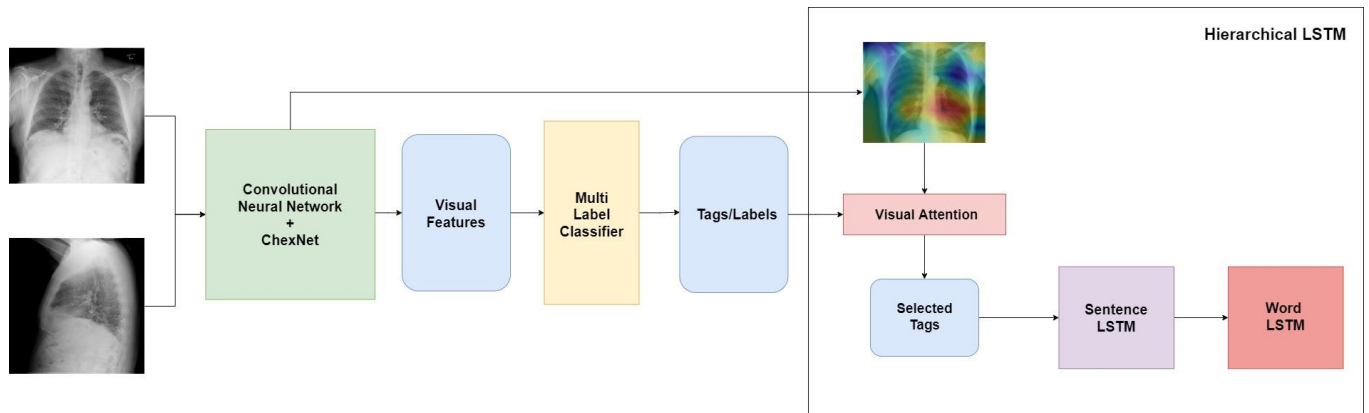 Hierarchical LSTM
Convolutional
Neural Network
+
ChexNet
Visual
Features
Multi
Label
Classifier
Tags/Labels
Visual Attention
Selected
Tags
Sentence
LSTM
Word
LSTM